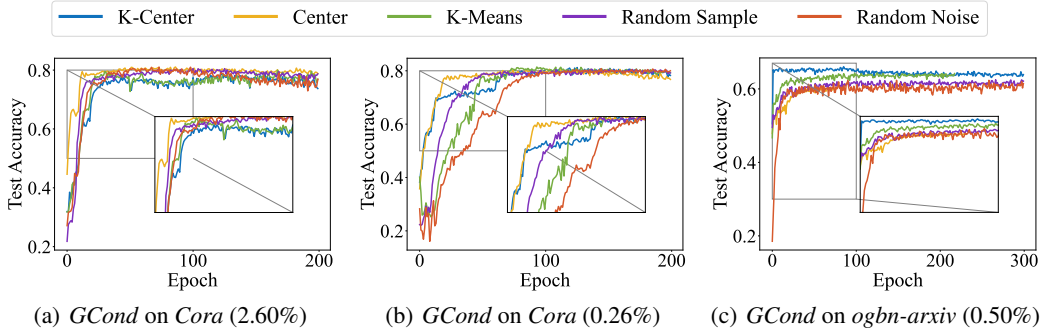 K-Center Center K-Means Random Sample Random Noise
0.8
0.6
0.4
0.2
Test Accuracy
0 100 200
Epoch
(a) GCond on Cora (2.60%)
0.8
0.6
0.4
0.2
Test Accuracy
0 100 200
Epoch
(b) GCond on Cora (0.26%)
0.6
0.4
0.2
Test Accuracy
0 100 200 300
Epoch
(c) GCond on ogbn-arxiv (0.50%)